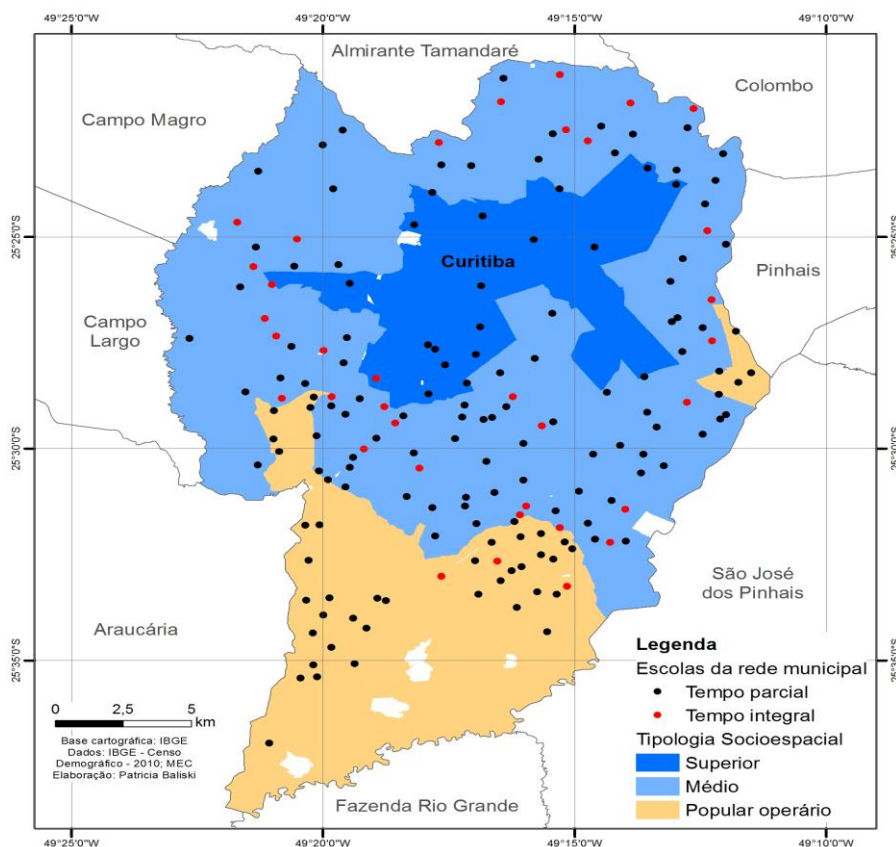 49°25'0"W
49°20'0"W
49°15'0"W
49°10'0"W
Almirante Tamandaré
Colombo
Campo Magro
25°25'0"S
25°25'0"S
Curitiba
Pinhais
Campo
Largo
25°30'0"S
25°30'0"S
São José
dos Pinhais
Araucária
Legenda
Escolas da rede municipal
Tempo parcial
Tempo integral
Tipologia Socioespacial
Superior
Médio
Popular operário
25°35'0"S
25°35'0"S
0 2,5 5
km
Base cartográfica: IBGE
Dados: IBGE - Censo
Demográfico - 2010; MEC
Elaboração: Patricia Baliski
Fazenda Rio Grande
49°25'0"W
49°20'0"W
49°15'0"W
49°10'0"W